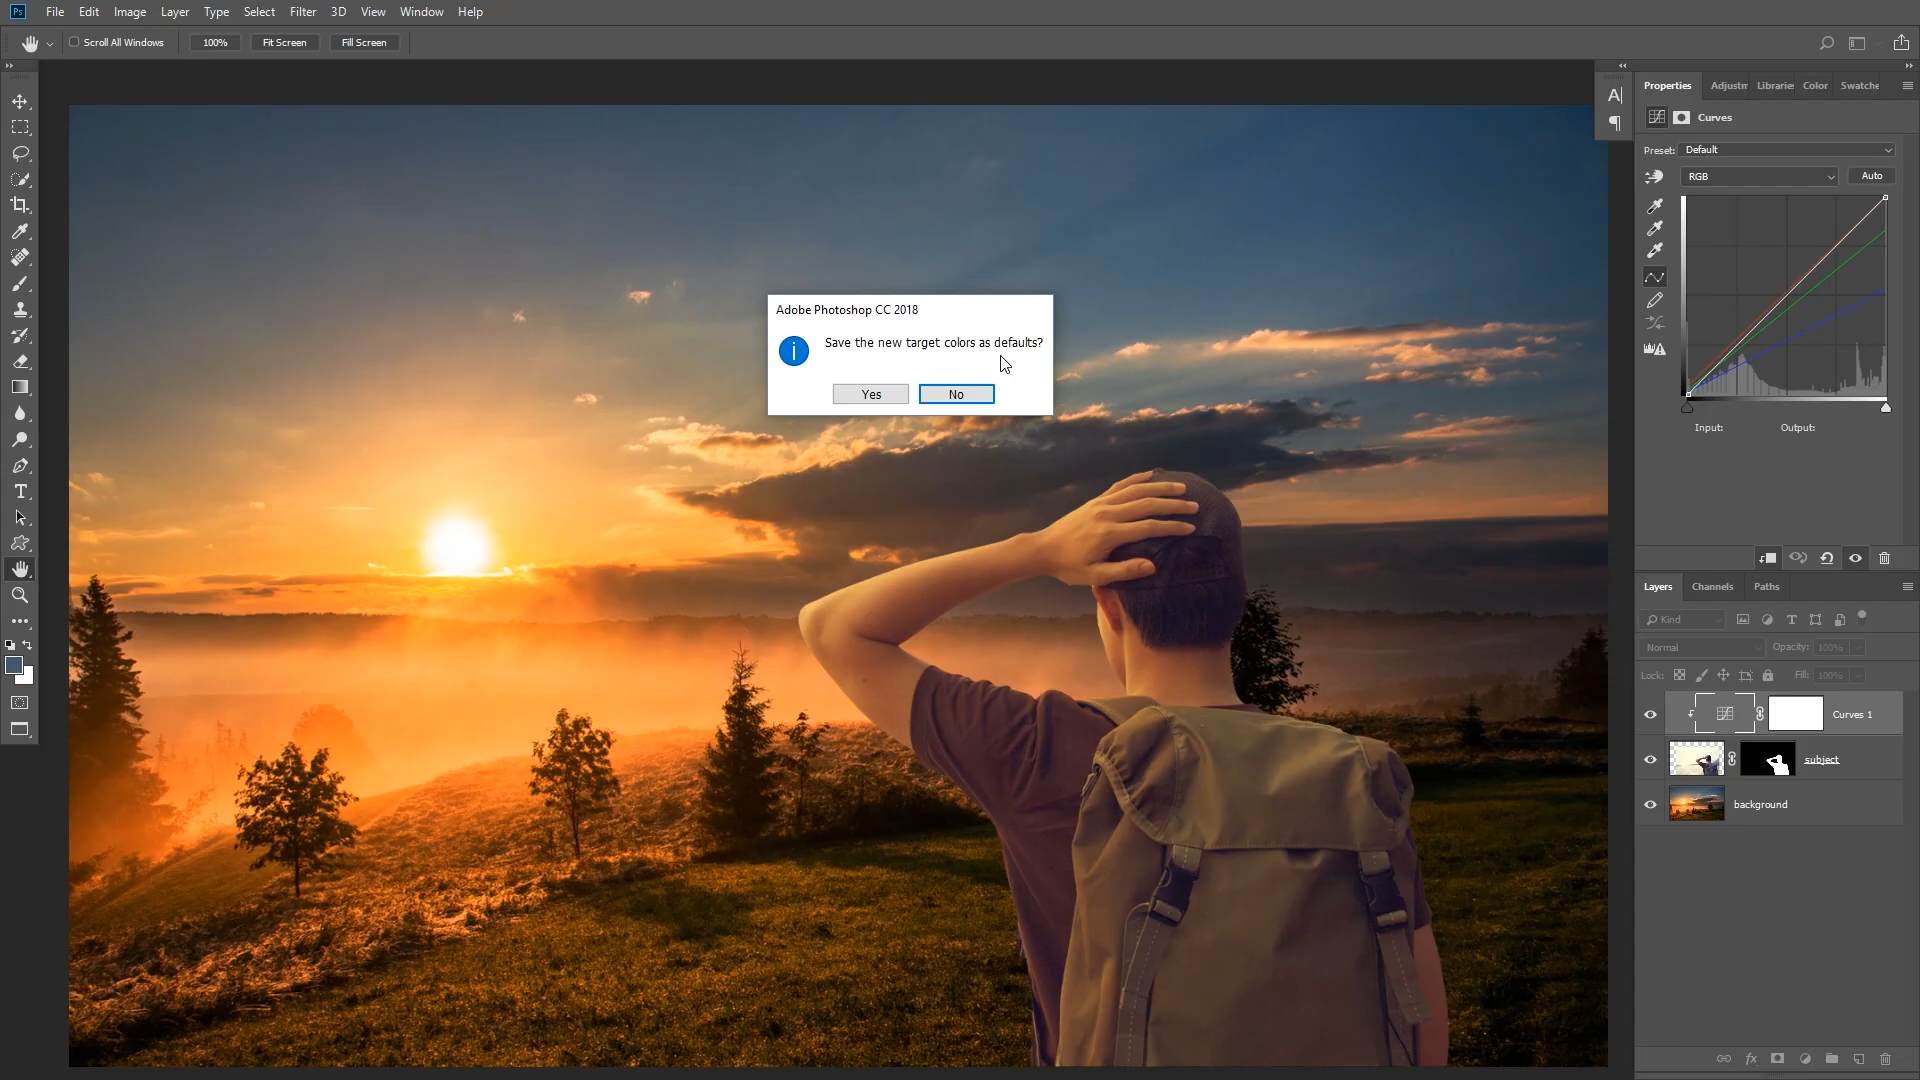 Ps File Edit Image Layer Type Select Filter 3D View Window Help
Scroll All Windows 100% Fit Screen Fill Screen
Properties Adjustm Libraries Color Swatche
Curves
Preset: Default
RGB Auto
Adobe Photoshop CC 2018
Save the new target colors as defaults?
Yes No
Input: Output:
Layers Channels Paths
Kind
Normal Opacity: 100%
Lock: Fill: 100%
Curves 1
subject
background